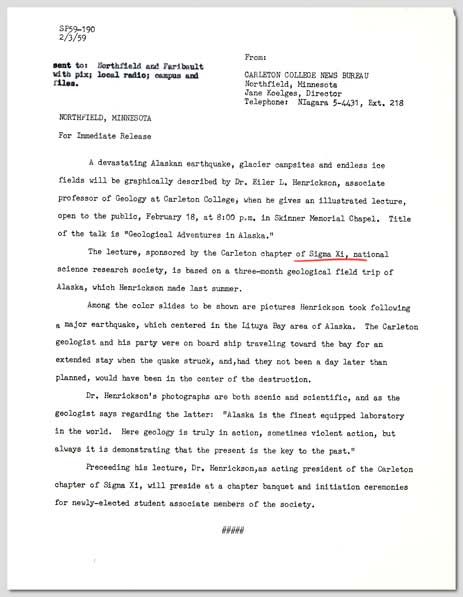 SP59-190
2/3/59
sent to: Northfield and Faribault
with pix; local radio; campus and
files.
From:
CARLETON COLLEGE NEWS BUREAU
Northfield, Minnesota
Jane Koelges, Director
Telephone: NIagara 5-4431, Ext. 218
NORTHFIELD, MINNESOTA
For Immediate Release
A devastating Alaskan earthquake, glacier campsites and endless ice
fields will be graphically described by Dr. Eiler L. Henrickson, associate
professor of Geology at Carleton College, when he gives an illustrated lecture,
open to the public, February 18, at 8:00 p.m. in Skinner Memorial Chapel. Title
of the talk is "Geological Adventures in Alaska."
The lecture, sponsored by the Carleton chapter of Sigma Xi, national
science research society, is based on a three-month geological field trip of
Alaska, which Henrickson made last summer.
Among the color slides to be shown are pictures Henrickson took following
a major earthquake, which centered in the Lituya Bay area of Alaska. The Carleton
geologist and his party were on board ship traveling toward the bay for an
extended stay when the quake struck, and,had they not been a day later than
planned, would have been in the center of the destruction.
Dr. Henrickson's photographs are both scenic and scientific, and as the
geologist says regarding the latter: "Alaska is the finest equipped laboratory
in the world. Here geology is truly in action, sometimes violent action, but
always it is demonstrating that the present is the key to the past."
Preceeding his lecture, Dr. Henrickson,as acting president of the Carleton
chapter of Sigma Xi, will preside at a chapter banquet and initiation ceremonies
for newly-elected student associate members of the society.
#####